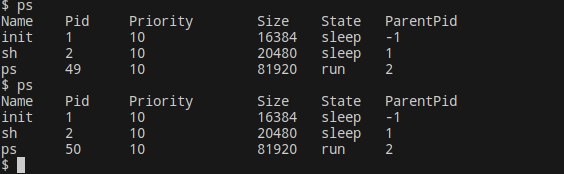 $ ps
Name    Pid     Priority        Size    State   ParentPid
init    1       10              16384   sleep   -1
sh      2       10              20480   sleep   1
ps      49      10              81920   run     2
$ ps
Name    Pid     Priority        Size    State   ParentPid
init    1       10              16384   sleep   -1
sh      2       10              20480   sleep   1
ps      50      10              81920   run     2
$